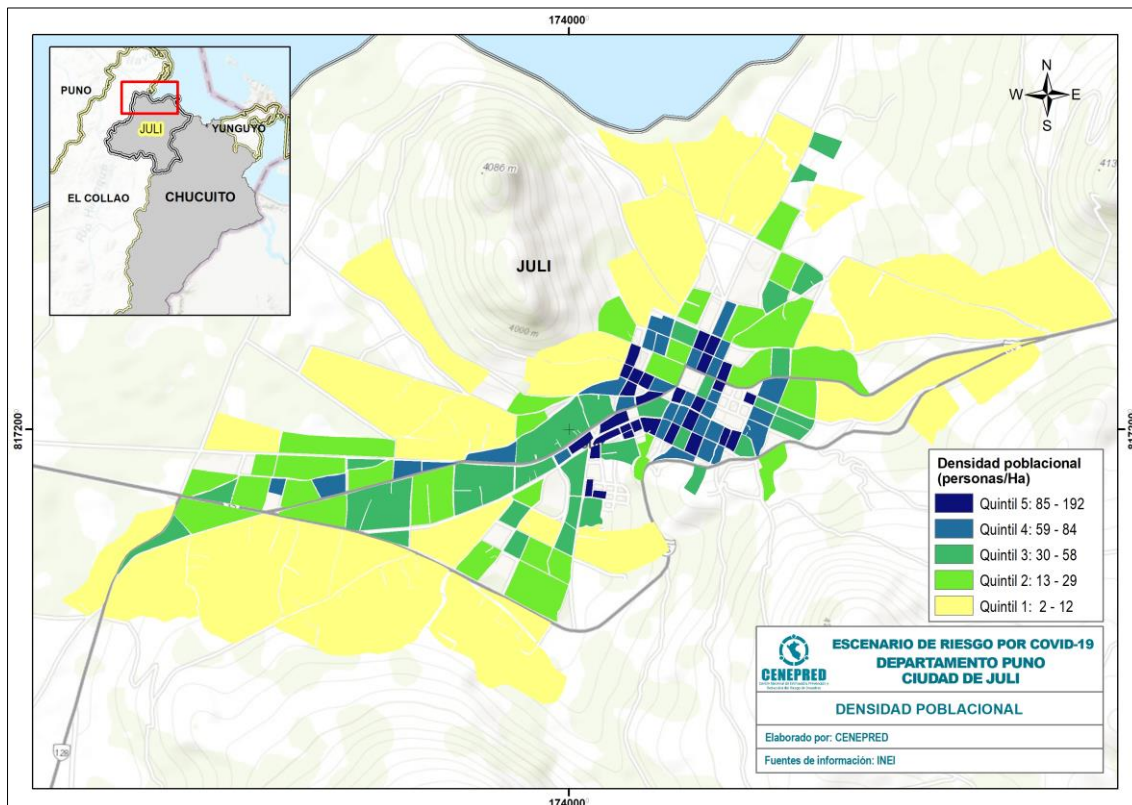 174000
PUNO
JULI
YUNGUYO
EL COLLAO
CHUCUITO
N
W E
S
4086 m
JULI
4000 m
817200
Densidad poblacional
(personas/Ha)
Quintil 5: 85 - 192
Quintil 4: 59 - 84
Quintil 3: 30 - 58
Quintil 2: 13 - 29
Quintil 1: 2 - 12
CENEPRED
ESCENARIO DE RIESGO POR COVID-19
DEPARTAMENTO PUNO
CIUDAD DE JULI
DENSIDAD POBLACIONAL
Elaborado por: CENEPRED
Fuentes de información: INEI
128
174000